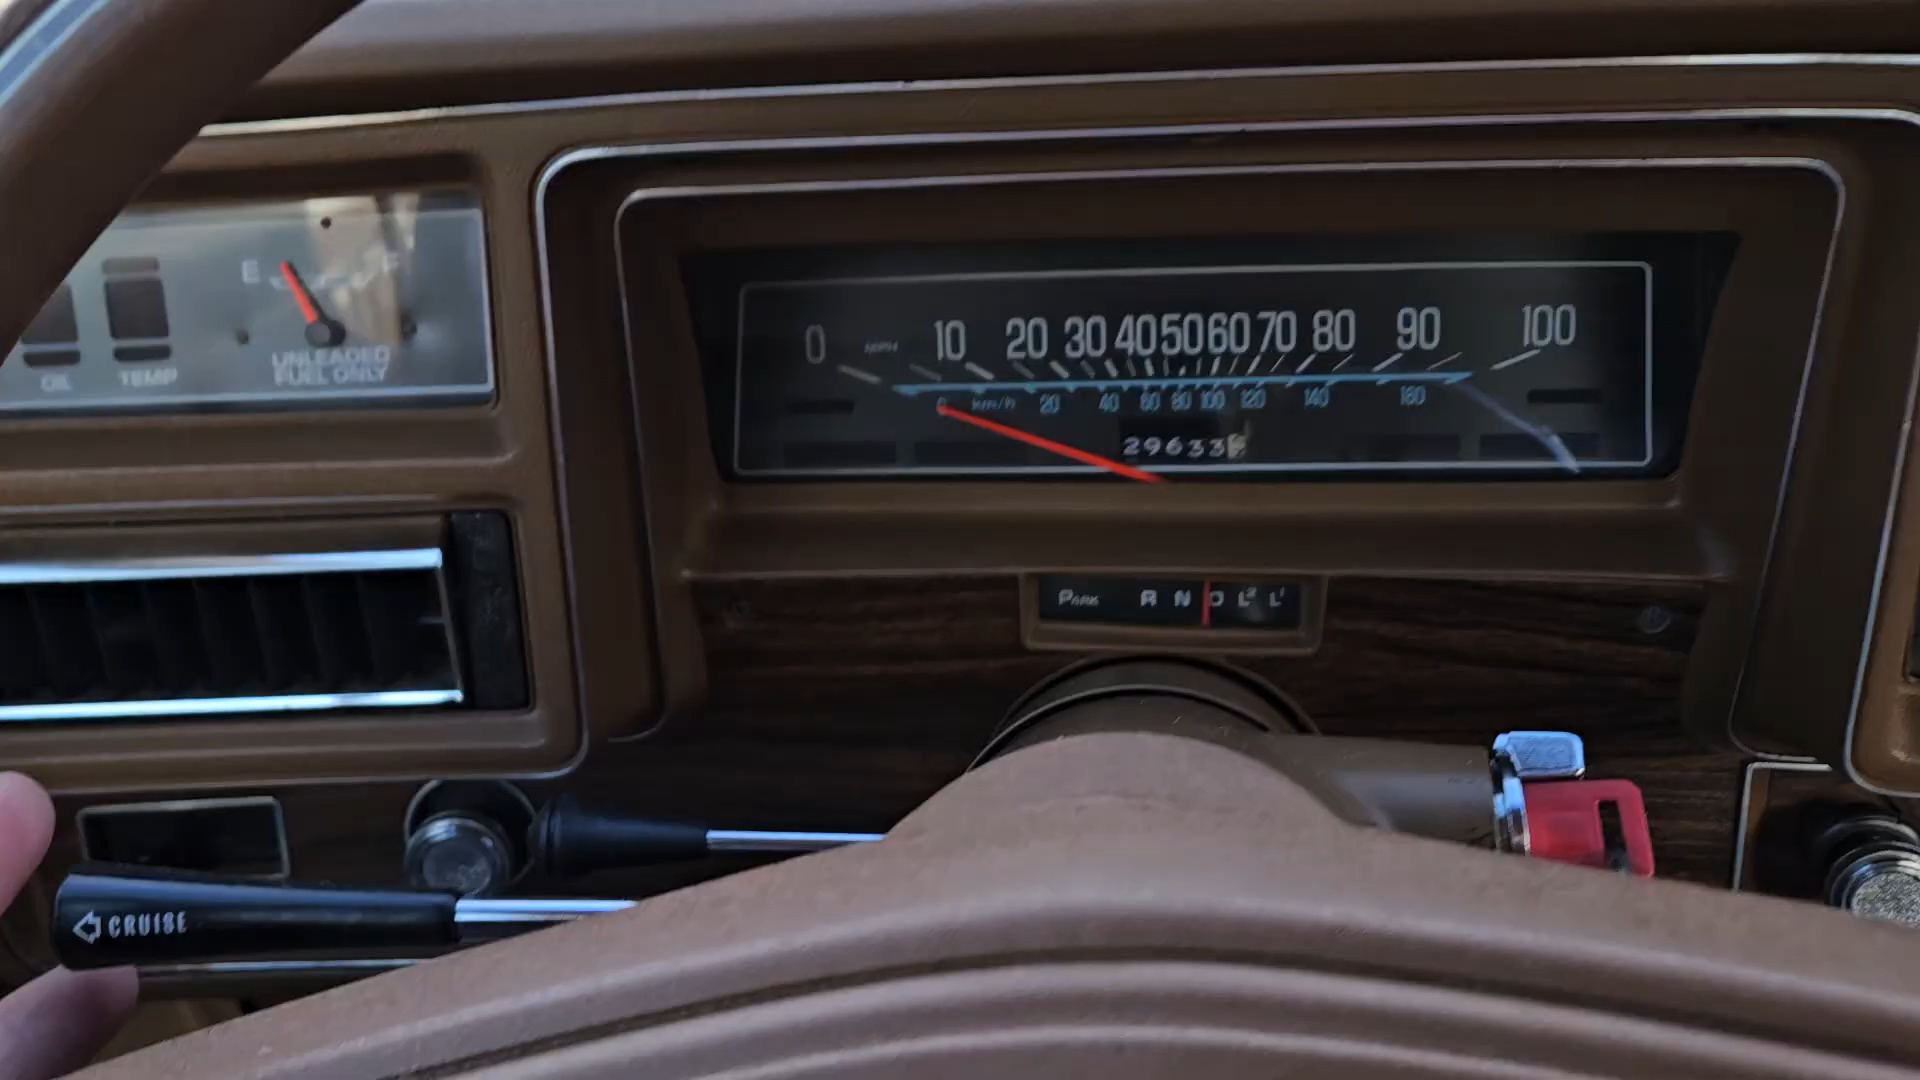 E F
OIL TEMP UNLEADED
FUEL ONLY
0 MPH 10 20 30 40 50 60 70 80 90 100
0 km/h 20 40 60 80 100 120 140 160
29633
PARK R N D L² L¹
CRUISE